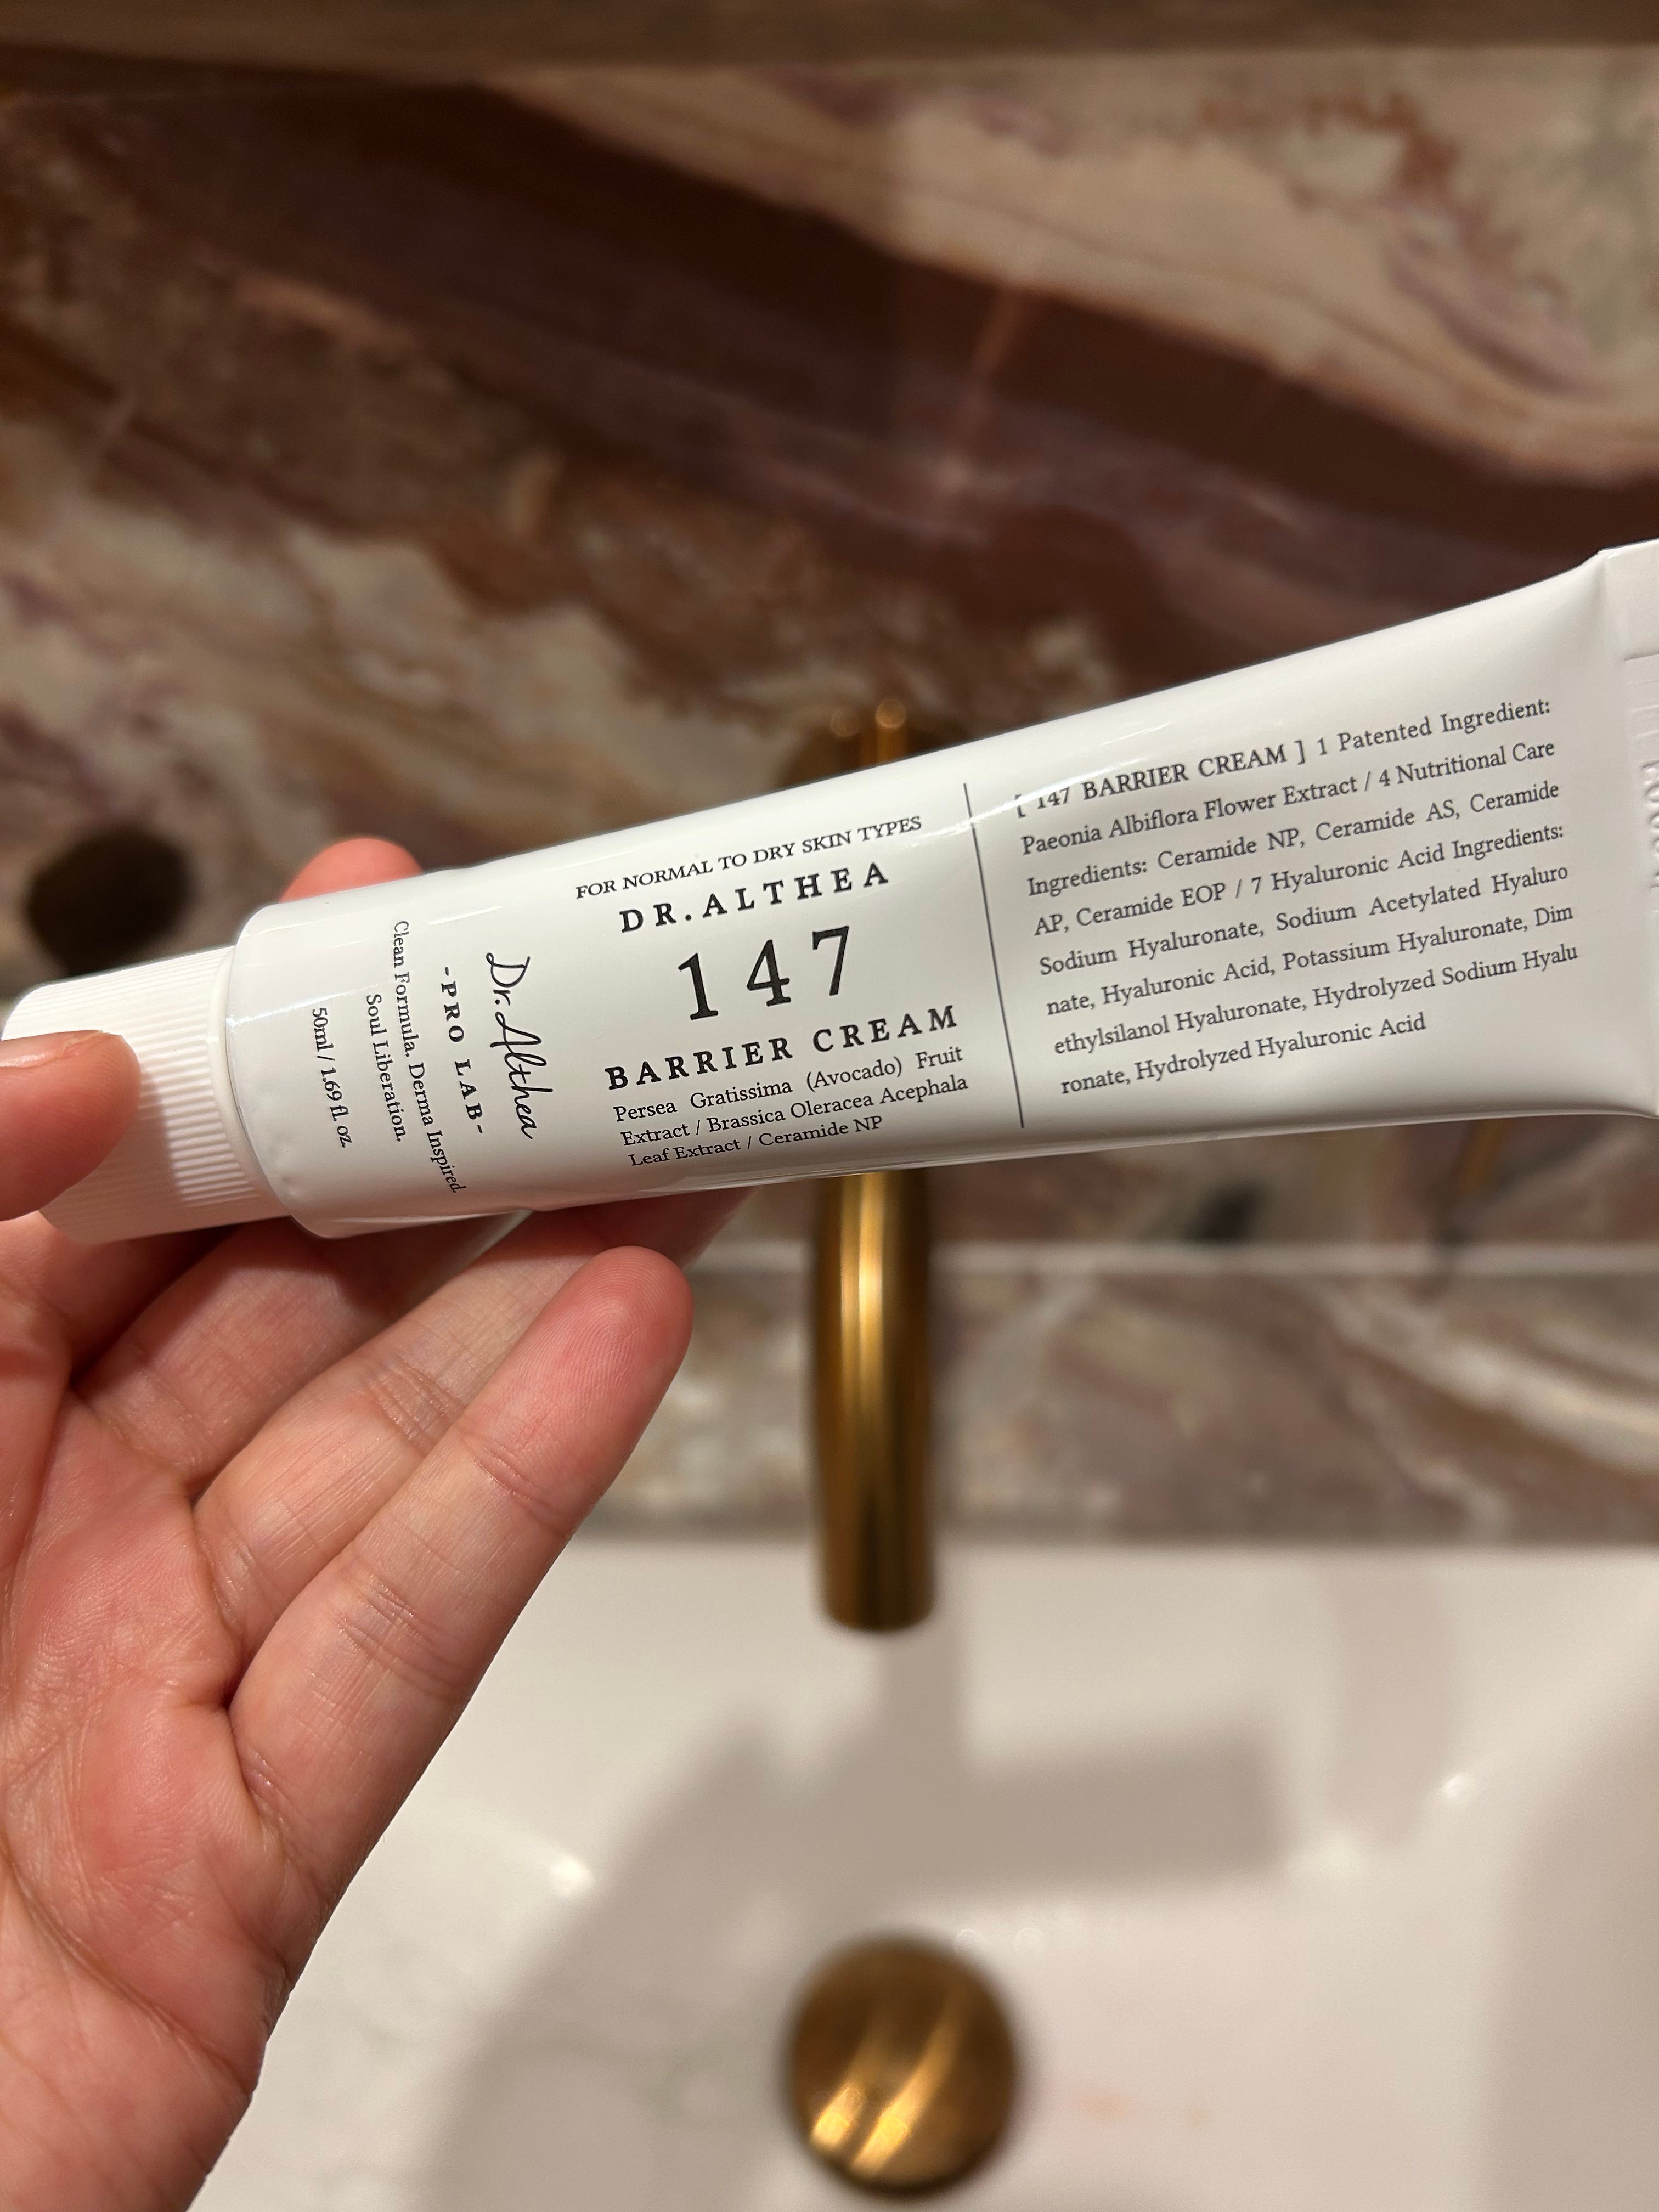 FOR NORMAL TO DRY SKIN TYPES
DR.ALTHEA
147
BARRIER CREAM
Persea Gratissima (Avocado) Fruit
Extract / Brassica Oleracea Acephala
Leaf Extract / Ceramide NP
Dr.Althea
-PRO LAB-
Clean Formula. Derma Inspired.
Soul Liberation.
50ml / 1.69 fl. oz.
[ 147 BARRIER CREAM ] 1 Patented Ingredient:
Paeonia Albiflora Flower Extract / 4 Nutritional Care
Ingredients: Ceramide NP, Ceramide AS, Ceramide
AP, Ceramide EOP / 7 Hyaluronic Acid Ingredients:
Sodium Hyaluronate, Sodium Acetylated Hyaluro
nate, Hyaluronic Acid, Potassium Hyaluronate, Dim
ethylsilanol Hyaluronate, Hydrolyzed Sodium Hyalu
ronate, Hydrolyzed Hyaluronic Acid